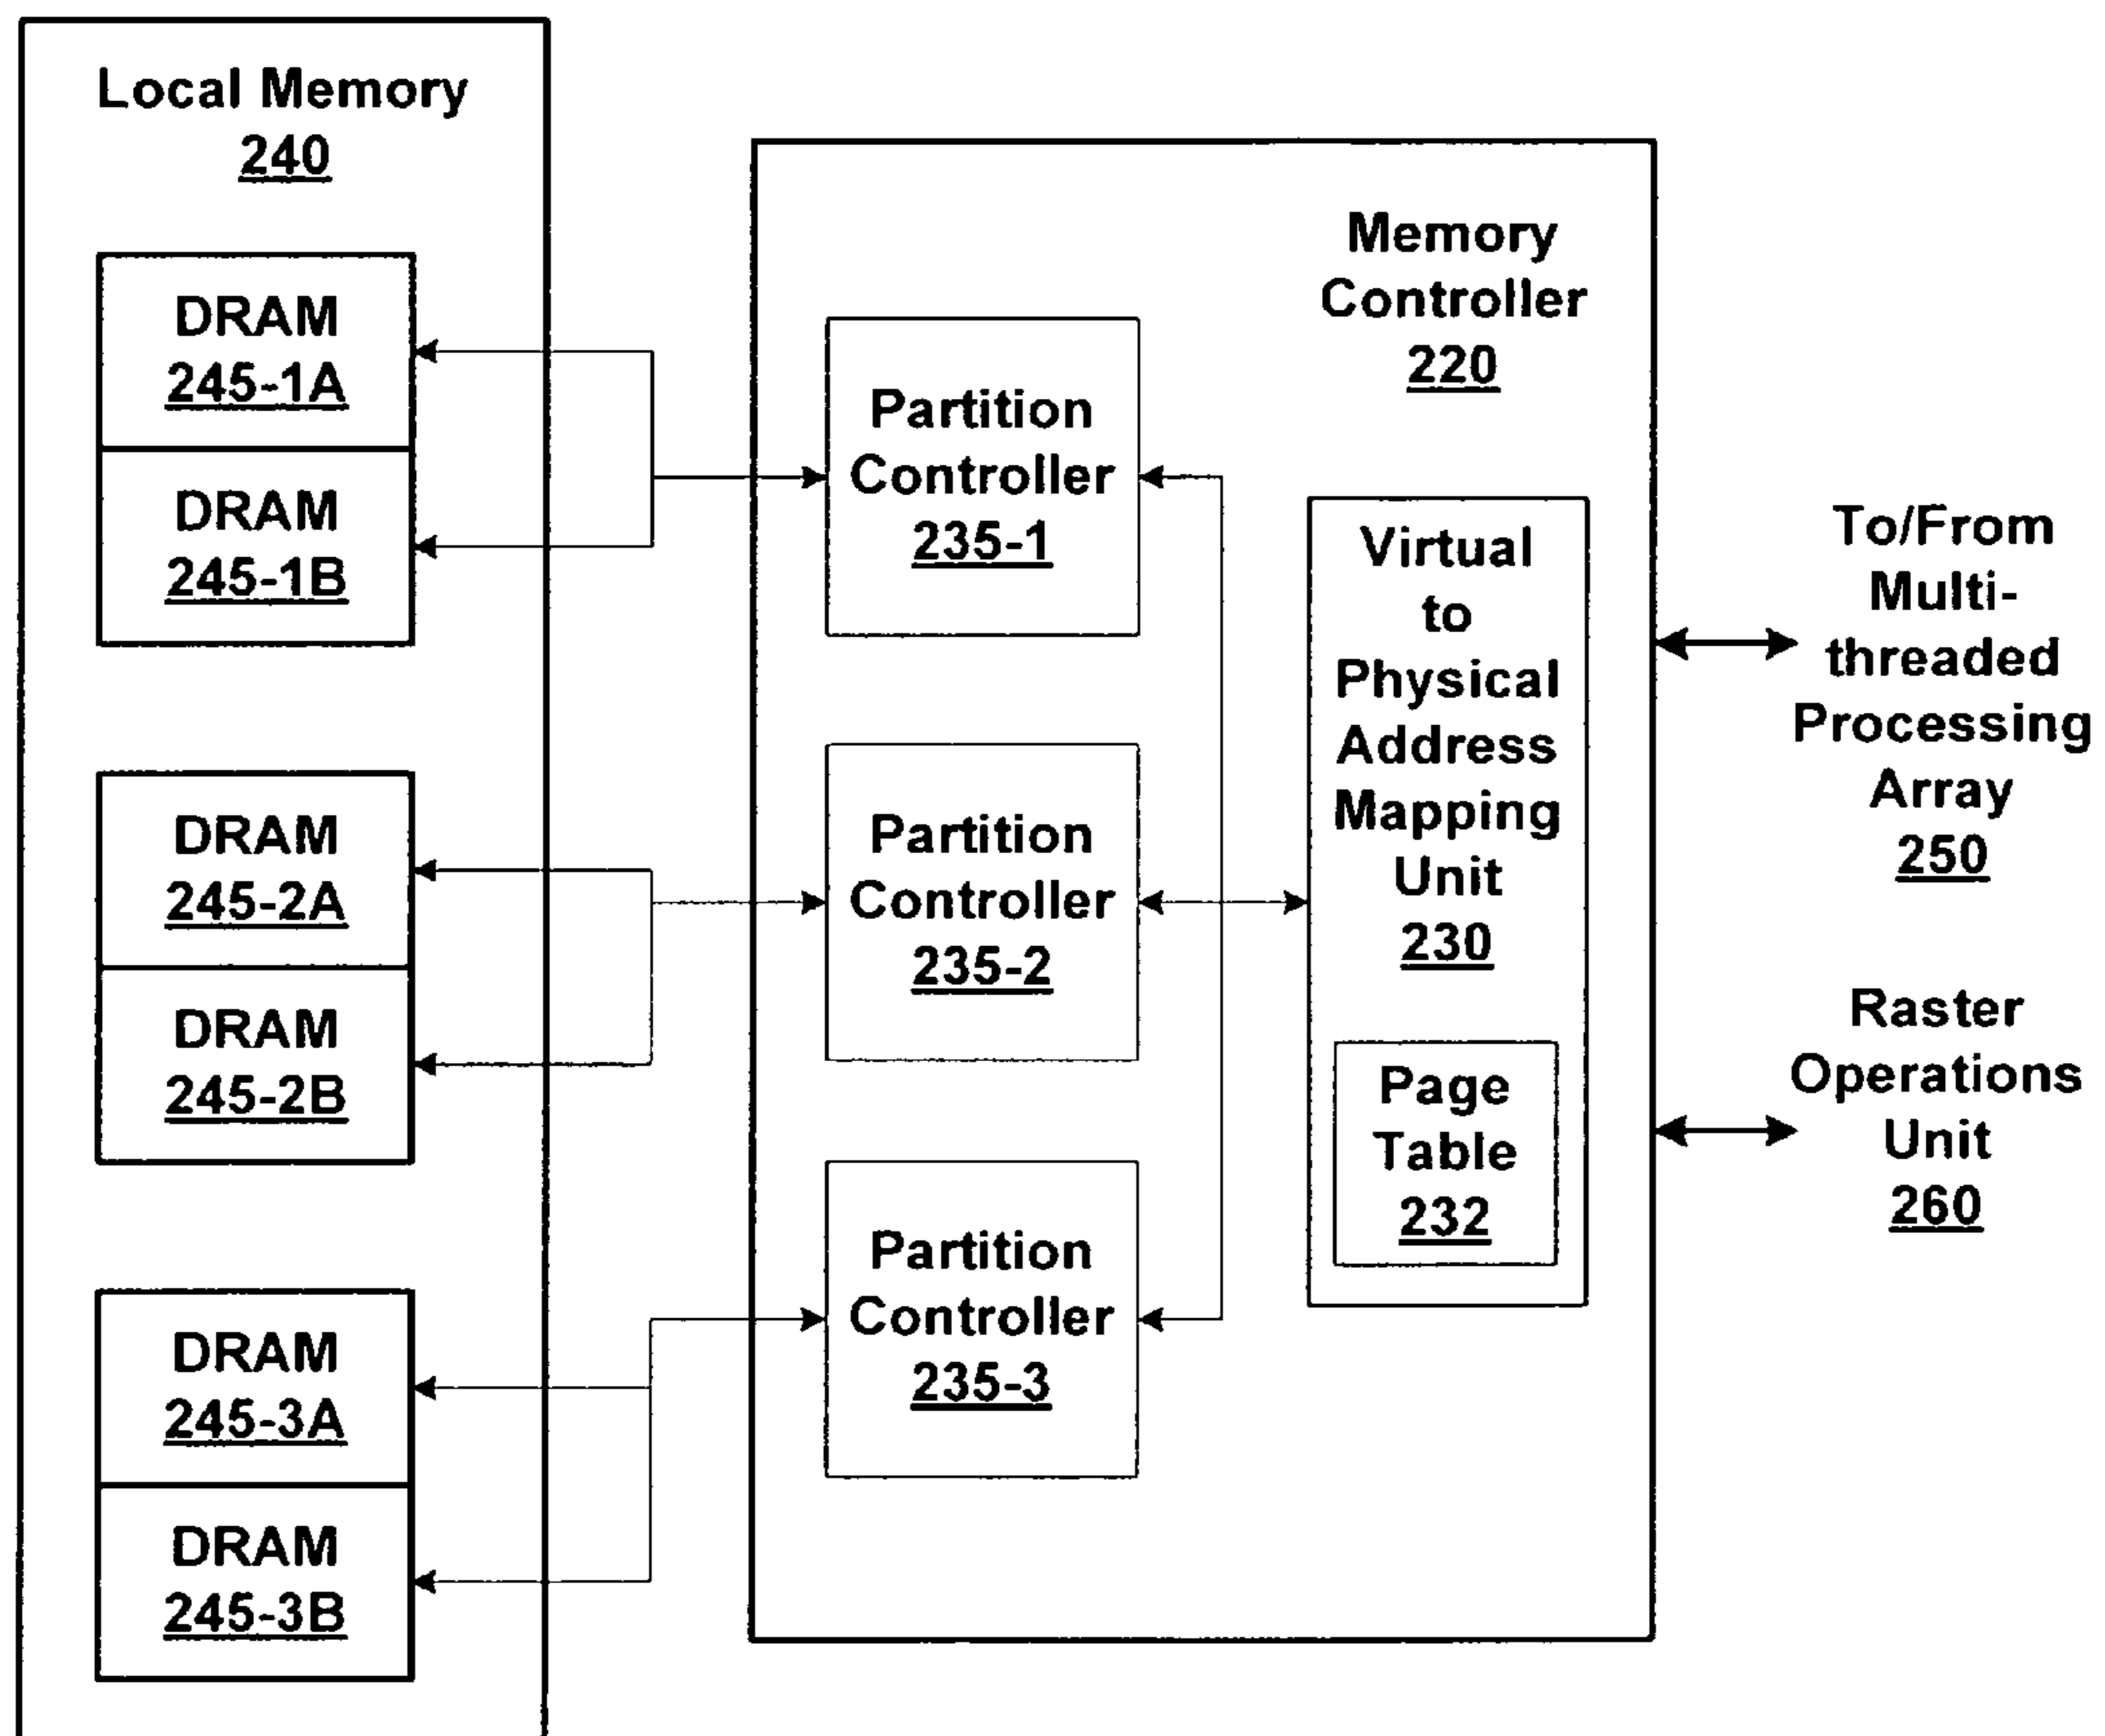 Local Memory
240
DRAM
245-1A
DRAM
245-1B
DRAM
245-2A
DRAM
245-2B
DRAM
245-3A
DRAM
245-3B
Memory
Controller
220
Partition
Controller
235-1
Partition
Controller
235-2
Partition
Controller
235-3
Virtual
to
Physical
Address
Mapping
Unit
230
Page
Table
232
To/From
Multi-
threaded
Processing
Array
250
Raster
Operations
Unit
260